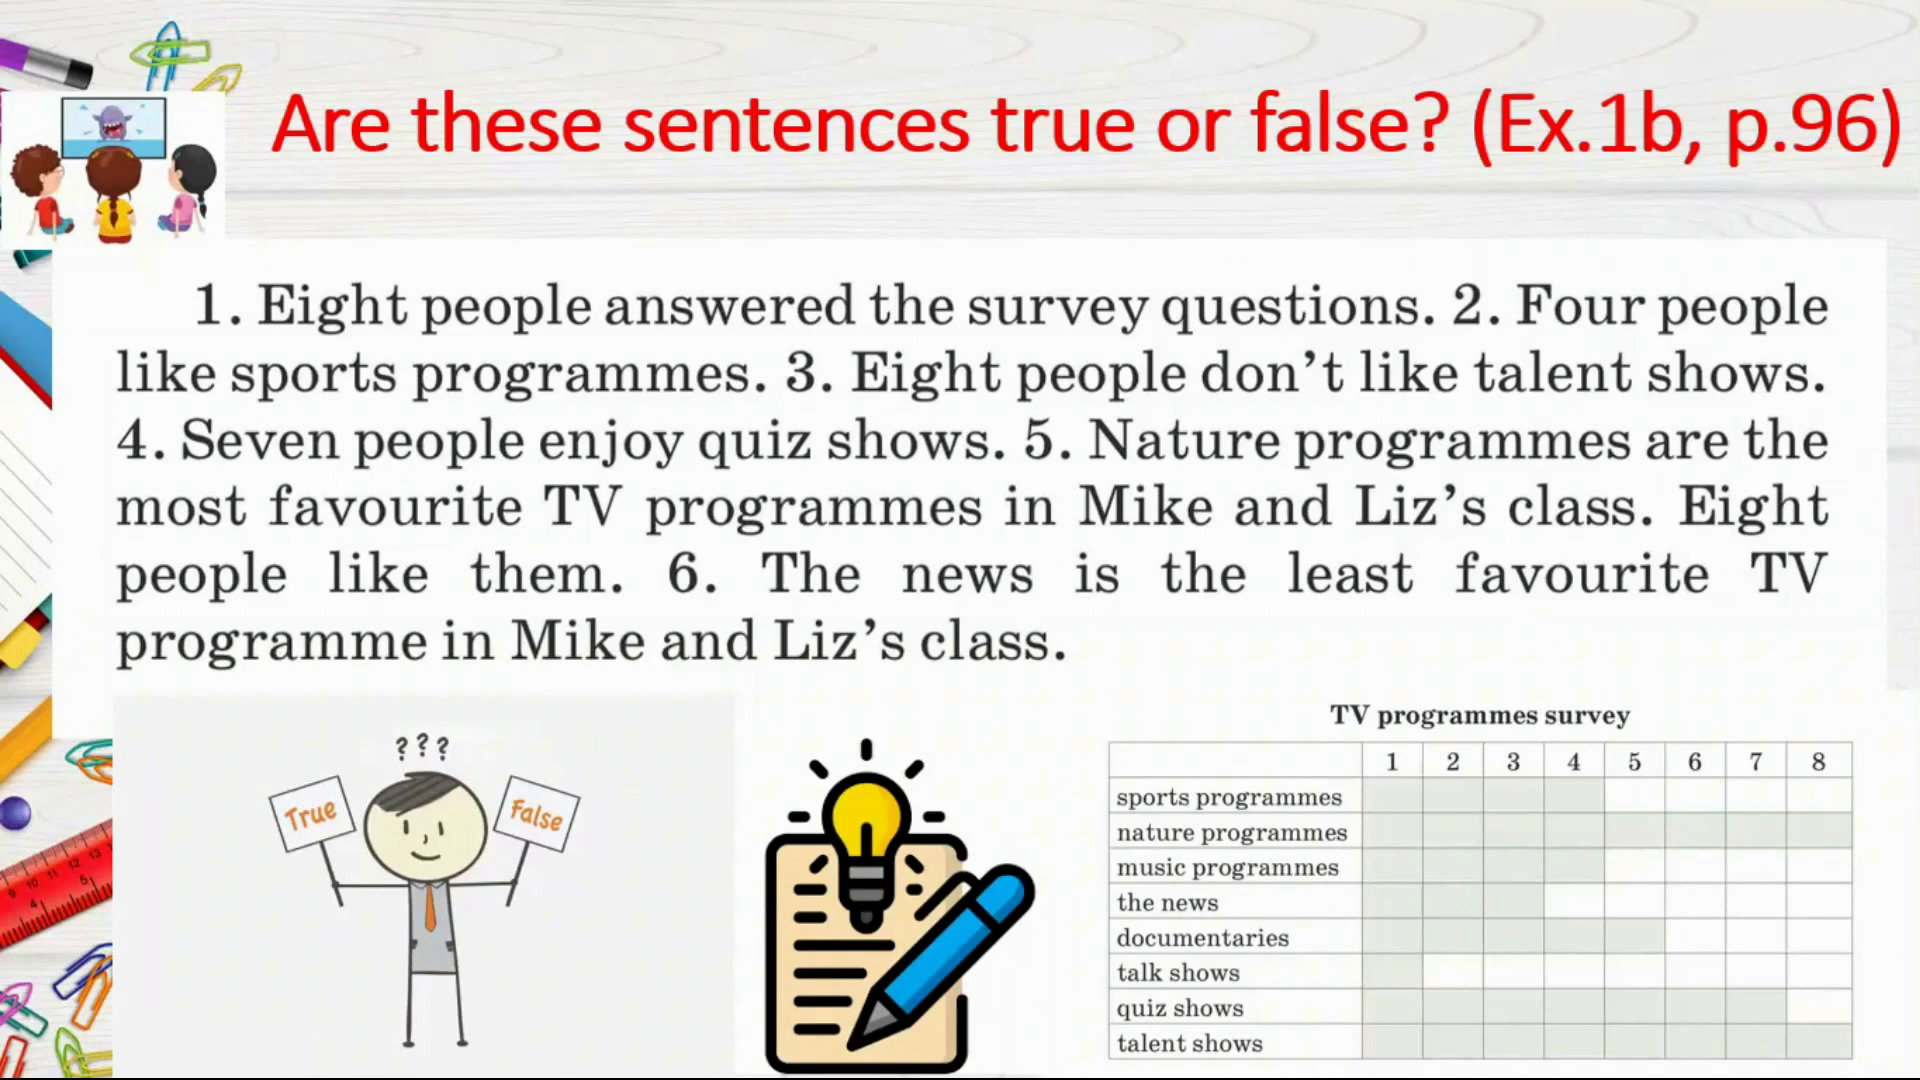 Are these sentences true or false? (Ex.1b, p.96)
1. Eight people answered the survey questions. 2. Four people
like sports programmes. 3. Eight people don’t like talent shows.
4. Seven people enjoy quiz shows. 5. Nature programmes are the
most favourite TV programmes in Mike and Liz’s class. Eight
people like them. 6. The news is the least favourite TV
programme in Mike and Liz’s class.
???
True
False
TV programmes survey
1 2 3 4 5 6 7 8
sports programmes
nature programmes
music programmes
the news
documentaries
talk shows
quiz shows
talent shows